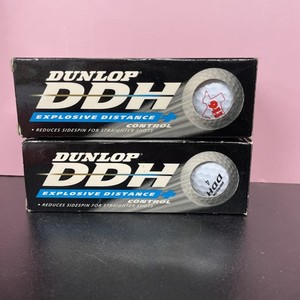 DUNLOP
DDH
EXPLOSIVE DISTANCE +
CONTROL
• REDUCES SIDESPIN FOR STRAIGHTER SHOTS
DUNLOP
DDH
EXPLOSIVE DISTANCE +
CONTROL
• REDUCES SIDESPIN FOR STRAIGHTER SHOTS
DDH